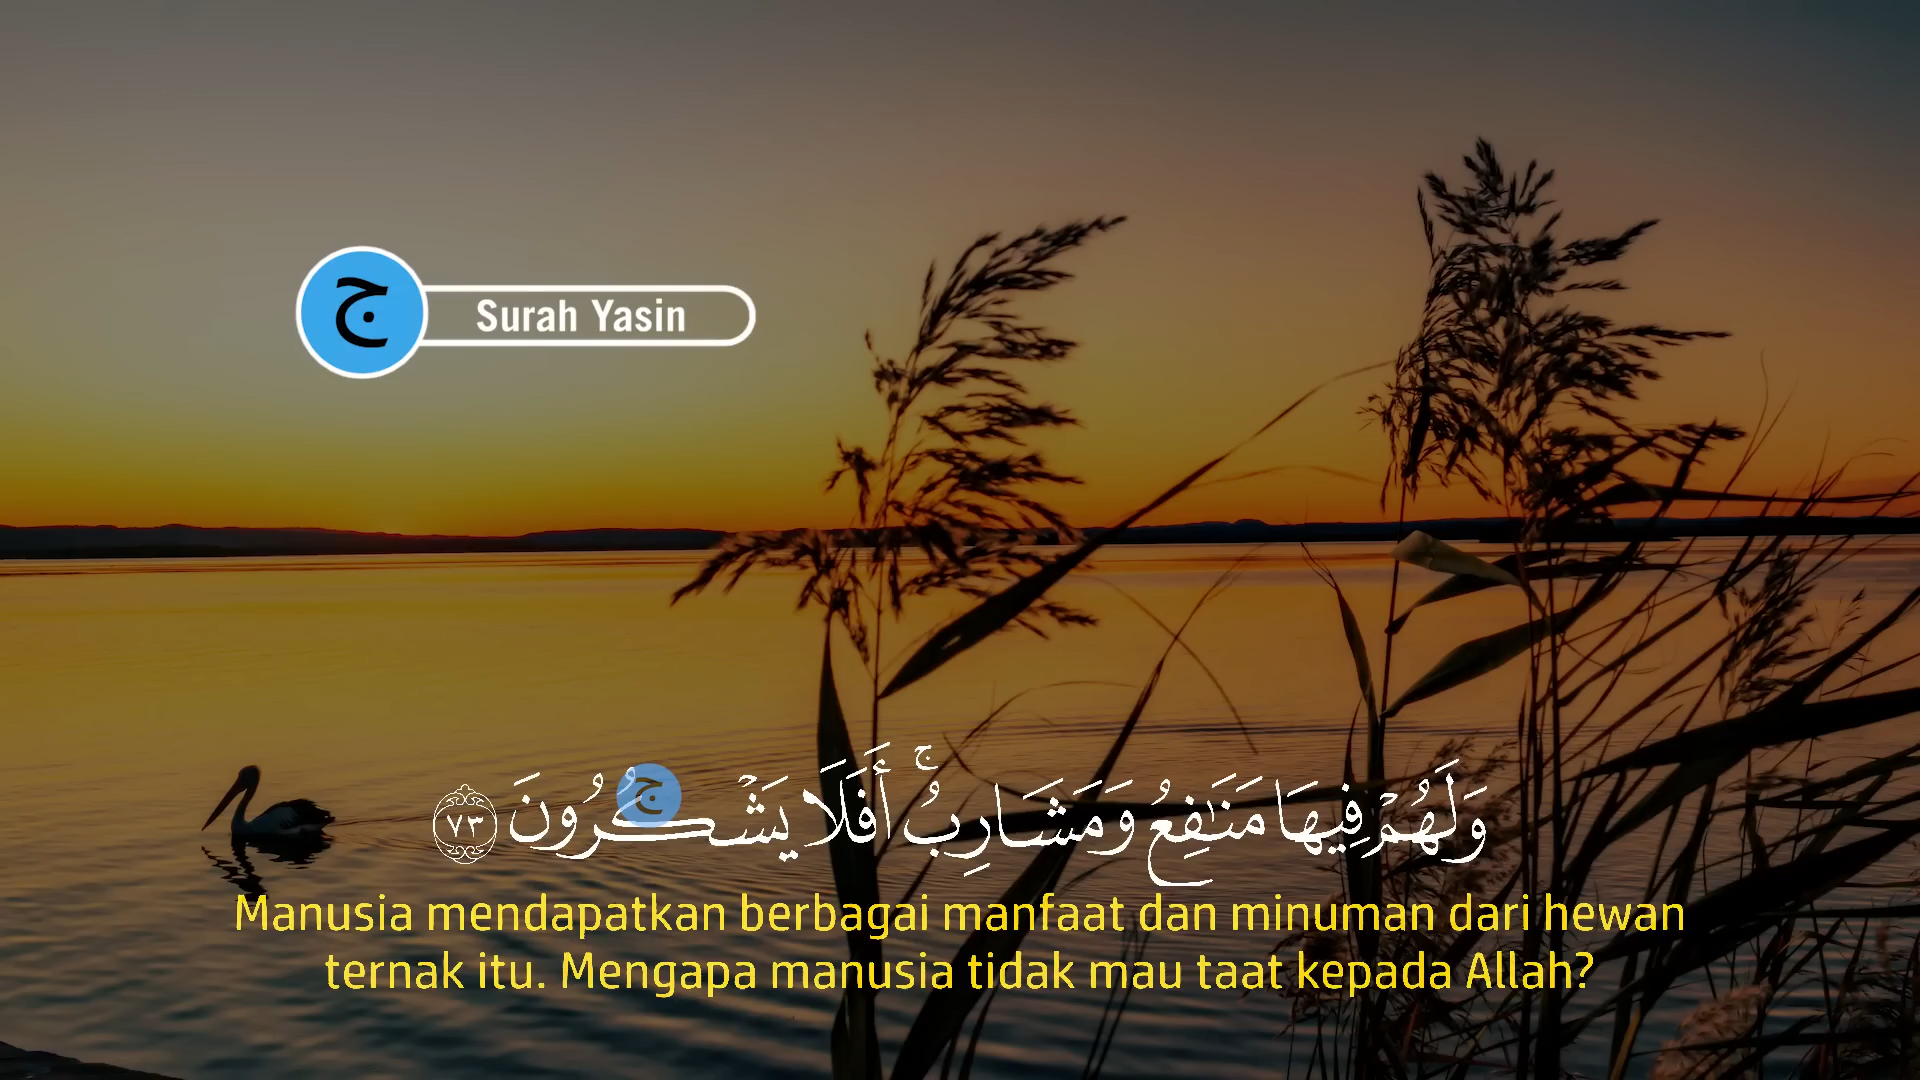 ج
Surah Yasin
وَلَهُمْ فِيهَا مَنَـٰفِعُ وَمَشَارِبُ ۚ أَفَلَا يَشْكُرُونَ ٧٣
ج
Manusia mendapatkan berbagai manfaat dan minuman dari hewan
ternak itu. Mengapa manusia tidak mau taat kepada Allah?